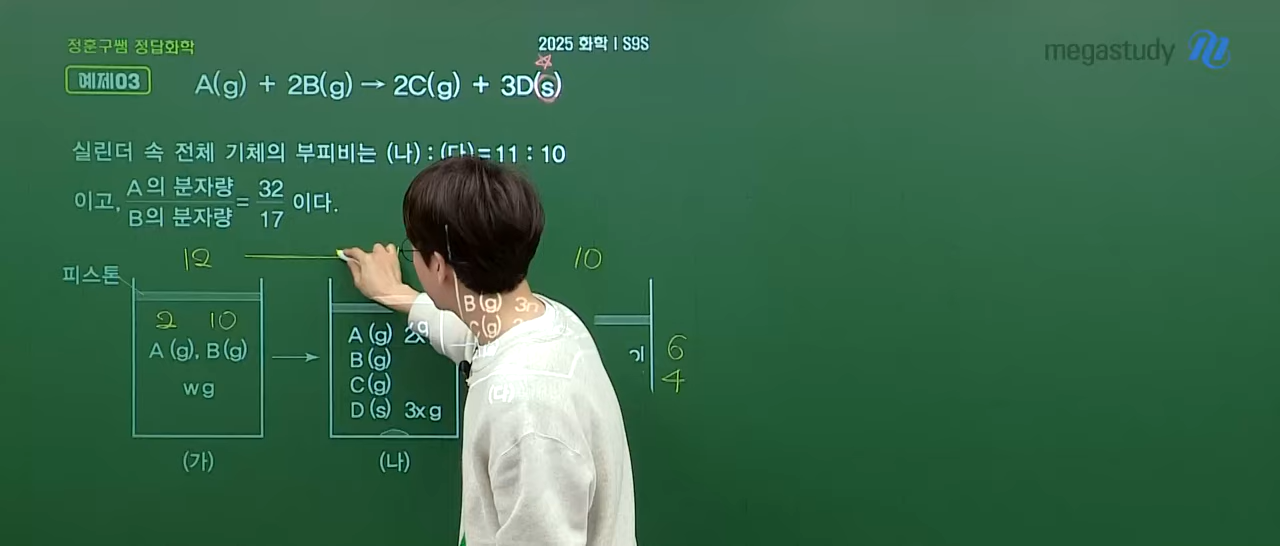 정훈구쌤 정답화학
2025 화학 I S9S
megastudy
예제03
A(g) + 2B(g) → 2C(g) + 3D(s)
실린더 속 전체 기체의 부피비는 (나) : (다) = 11 : 10
이고, A의 분자량 / B의 분자량 = 32 / 17 이다.
12
10
피스톤
2 10
A(g), B(g)
w g
(가)
A(g) 2x g
B(g)
C(g)
D(s) 3x g
(나)
B(g)
C(g)
(다)
6
4